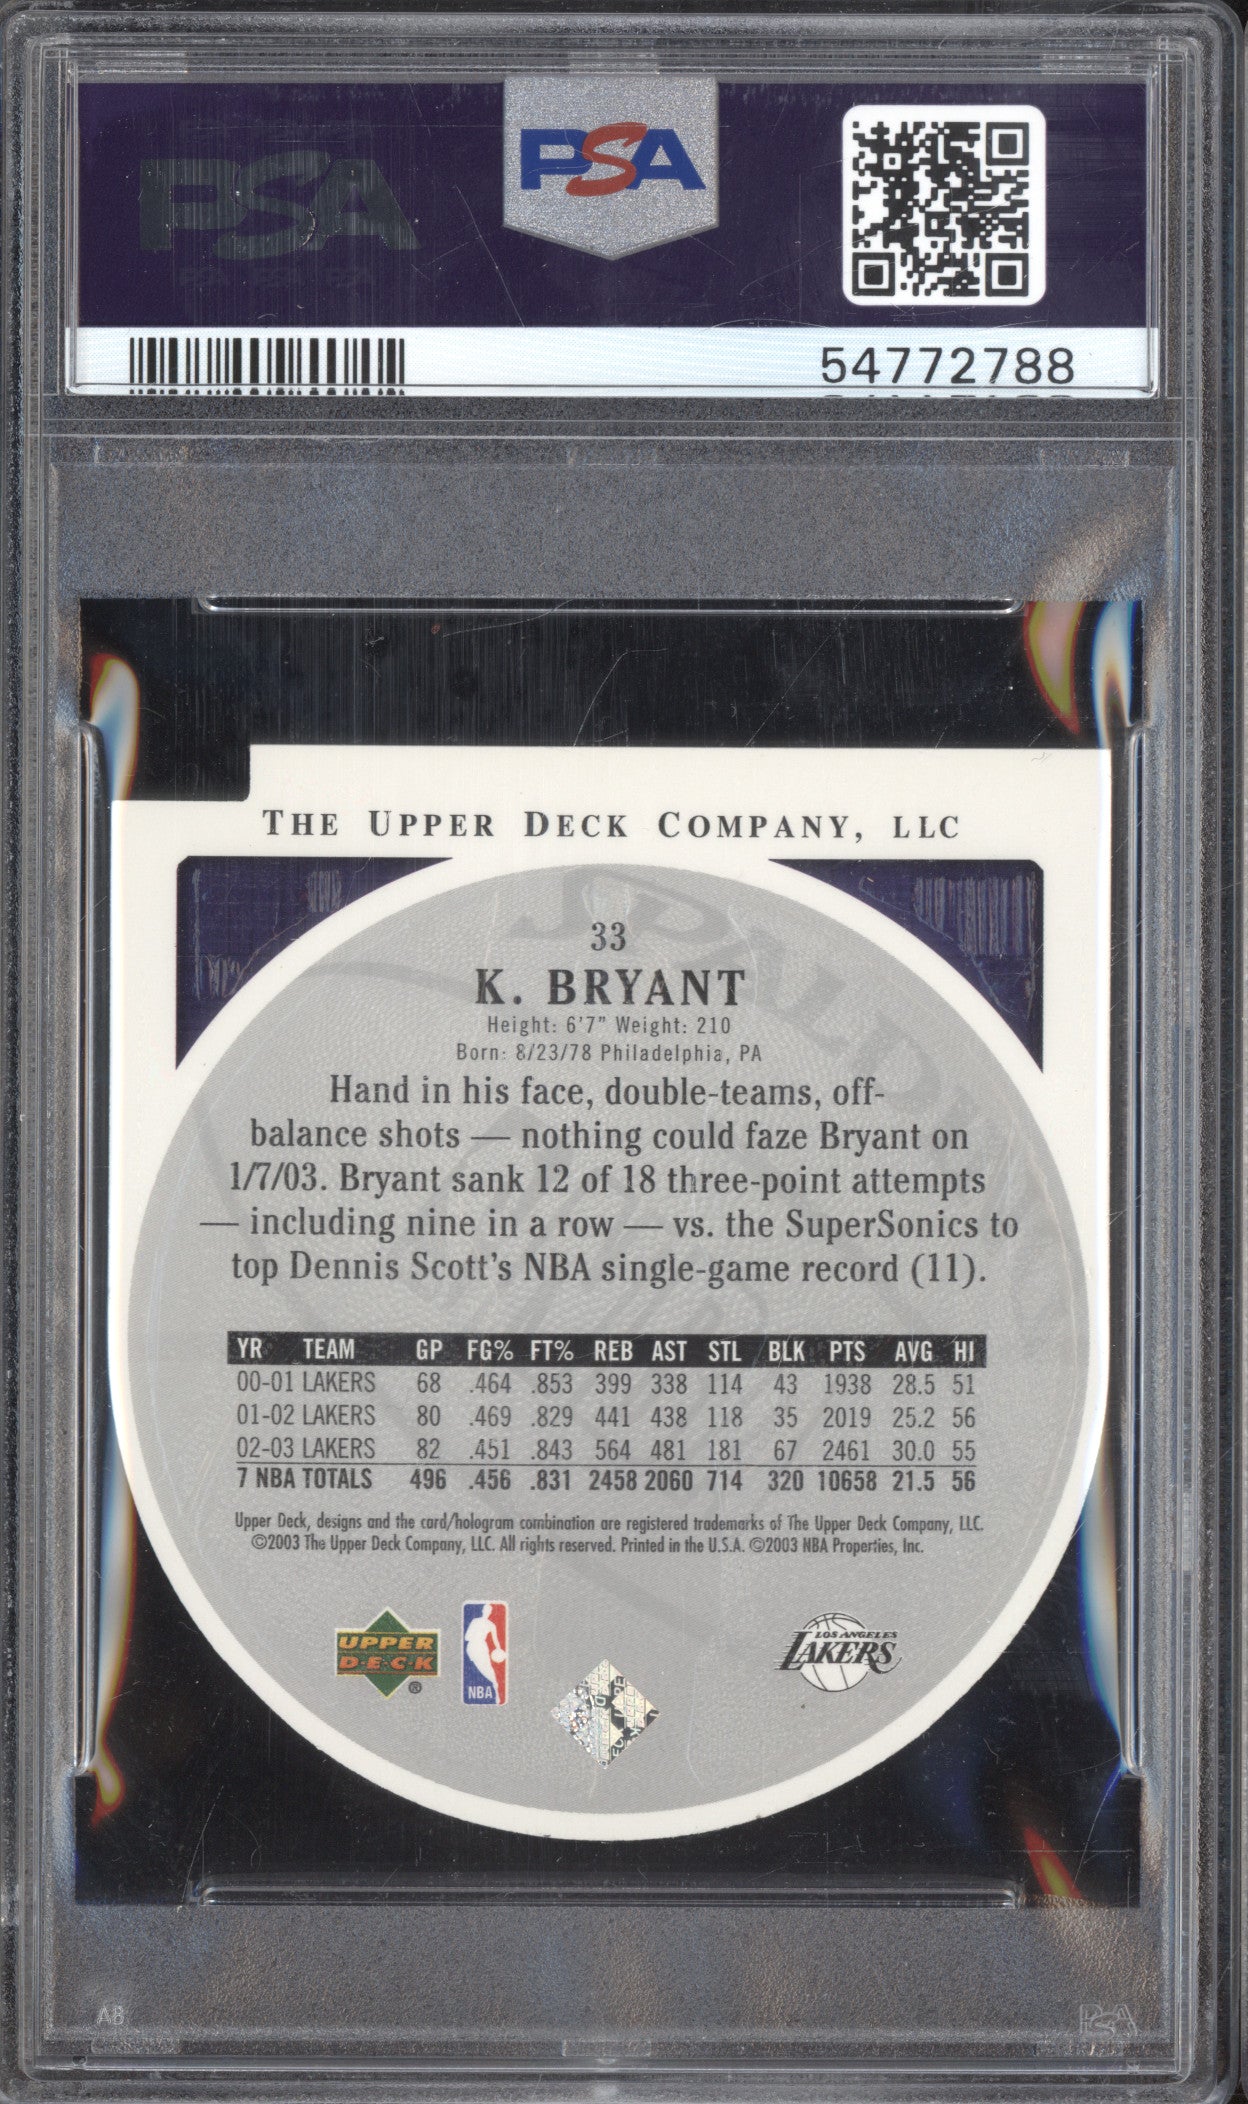 PSA
PSA
54772788
THE UPPER DECK COMPANY, LLC
SPALDING
33
K. BRYANT
Height: 6'7" Weight: 210
Born: 8/23/78 Philadelphia, PA
Hand in his face, double-teams, off-
balance shots — nothing could faze Bryant on
1/7/03. Bryant sank 12 of 18 three-point attempts
— including nine in a row — vs. the SuperSonics to
top Dennis Scott's NBA single-game record (11).
YR TEAM GP FG% FT% REB AST STL BLK PTS AVG HI
00-01 LAKERS 68 .464 .853 399 338 114 43 1938 28.5 51
01-02 LAKERS 80 .469 .829 441 438 118 35 2019 25.2 56
02-03 LAKERS 82 .451 .843 564 481 181 67 2461 30.0 55
7 NBA TOTALS 496 .456 .831 2458 2060 714 320 10658 21.5 56
Upper Deck, designs and the card/hologram combination are registered trademarks of The Upper Deck Company, LLC.
©2003 The Upper Deck Company, LLC. All rights reserved. Printed in the U.S.A. ©2003 NBA Properties, Inc.
UPPER
D·E·C·K
®
NBA
LOS ANGELES
LAKERS
A8
PSA